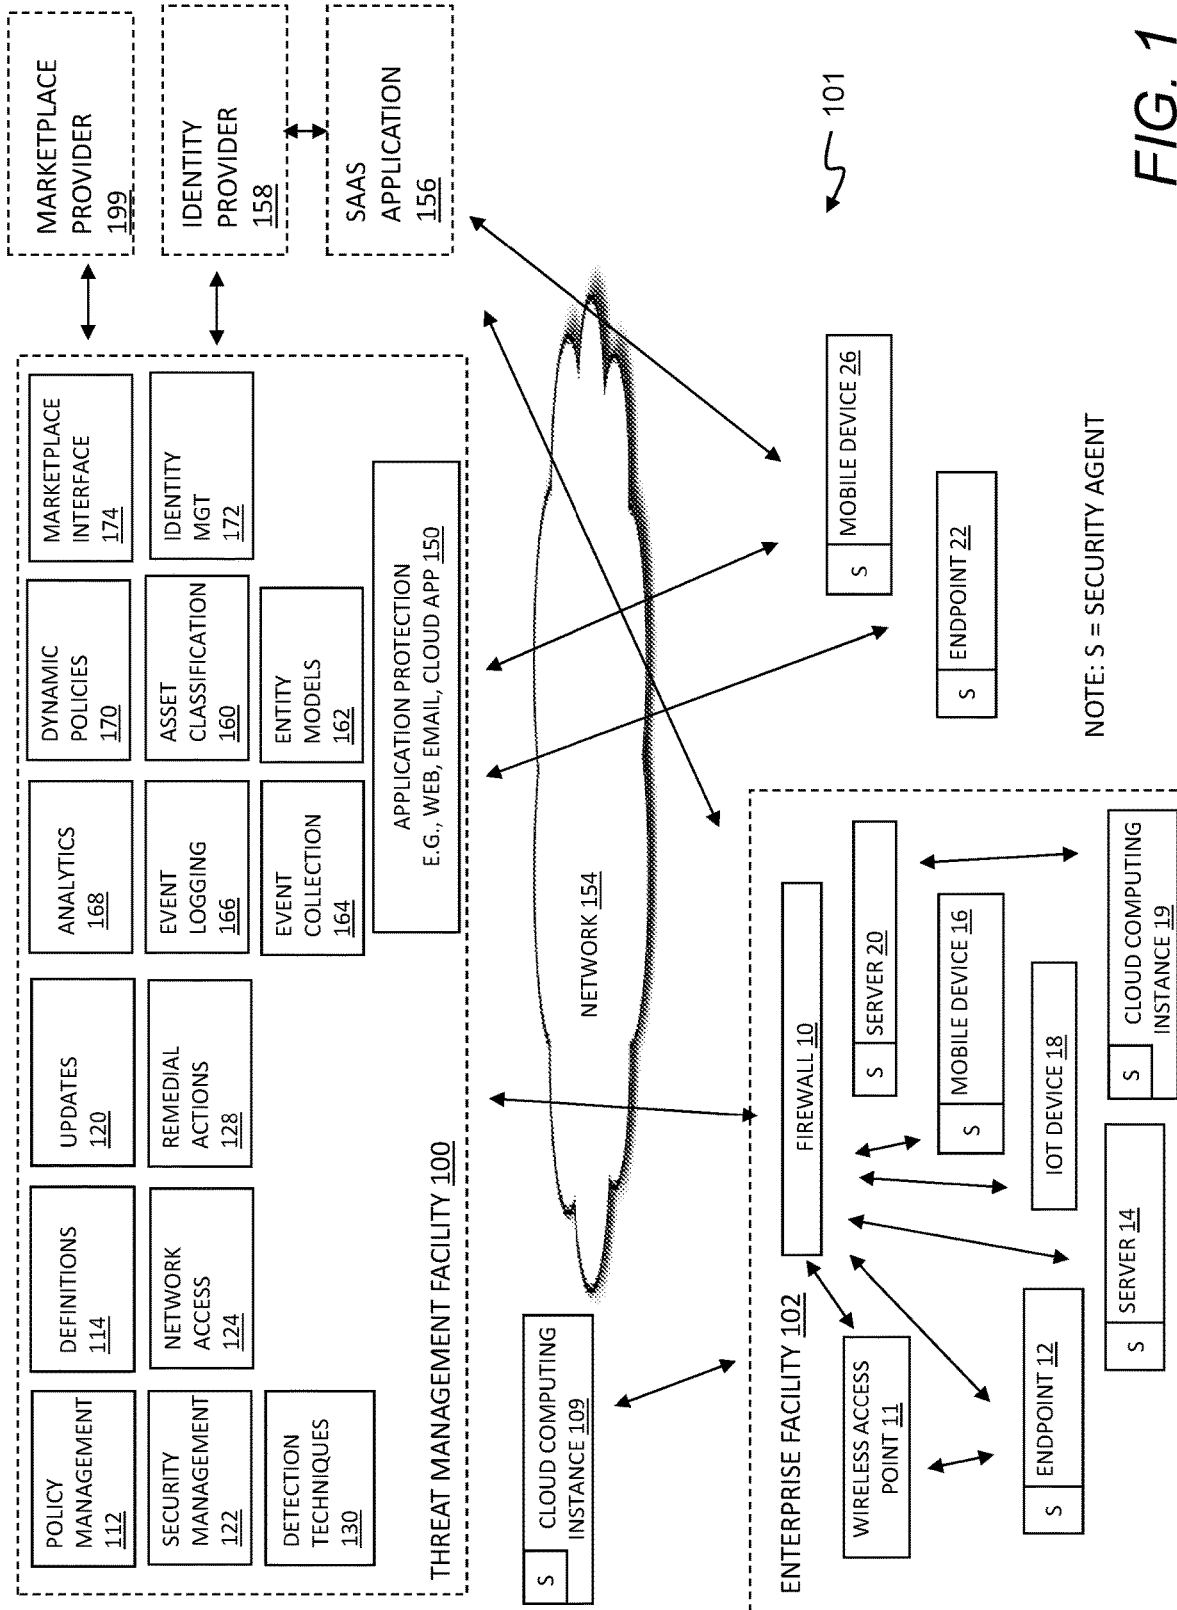 POLICY
MANAGEMENT
112
DEFINITIONS
114
UPDATES
120
ANALYTICS
168
DYNAMIC
POLICIES
170
MARKETPLACE
INTERFACE
174
MARKETPLACE
PROVIDER
199
SECURITY
MANAGEMENT
122
NETWORK
ACCESS
124
REMEDIAL
ACTIONS
128
EVENT
LOGGING
166
ASSET
CLASSIFICATION
160
IDENTITY
MGT
172
IDENTITY
PROVIDER
158
DETECTION
TECHNIQUES
130
EVENT
COLLECTION
164
ENTITY
MODELS
162
SAAS
APPLICATION
156
APPLICATION PROTECTION
E.G., WEB, EMAIL, CLOUD APP 150
THREAT MANAGEMENT FACILITY 100
S
CLOUD COMPUTING
INSTANCE 109
NETWORK 154
101
ENTERPRISE FACILITY 102
FIREWALL 10
WIRELESS ACCESS
POINT 11
S
SERVER 20
S
MOBILE DEVICE 16
IOT DEVICE 18
S
ENDPOINT 12
S
SERVER 14
S
CLOUD COMPUTING
INSTANCE 19
S
MOBILE DEVICE 26
S
ENDPOINT 22
NOTE: S = SECURITY AGENT
FIG. 1